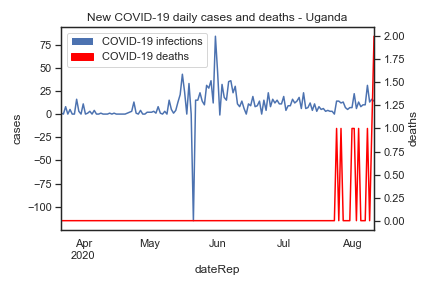 New COVID-19 daily cases and deaths - Uganda
COVID-19 infections
COVID-19 deaths
cases
75
50
25
0
−25
−50
−75
−100
deaths
2.00
1.75
1.50
1.25
1.00
0.75
0.50
0.25
0.00
Apr
2020
May
Jun
Jul
Aug
dateRep